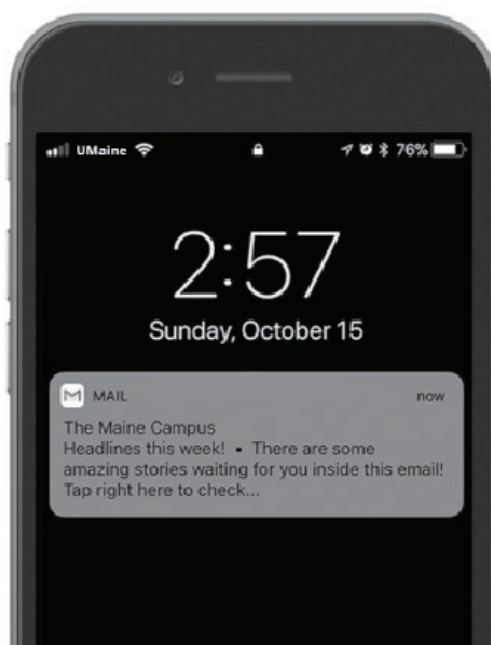 UMaine 76%
2:57
Sunday, October 15
MAIL now
The Maine Campus
Headlines this week! • There are some
amazing stories waiting for you inside this email!
Tap right here to check...